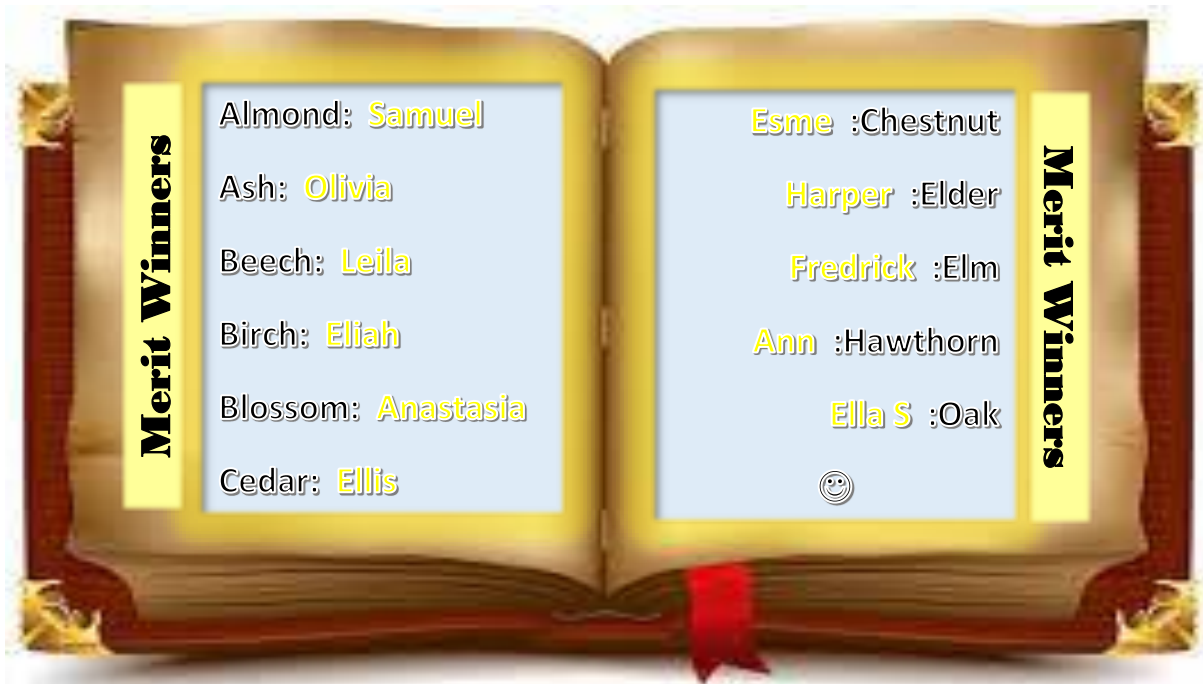 Merit Winners
Almond: Samuel
Ash: Olivia
Beech: Leila
Birch: Eliah
Blossom: Anastasia
Cedar: Ellis
Esme :Chestnut
Harper :Elder
Fredrick :Elm
Ann :Hawthorn
Ella S :Oak
☺
Merit Winners